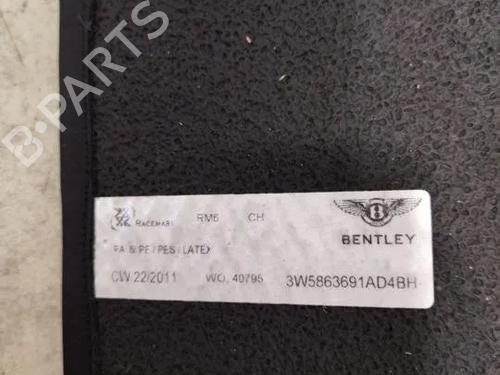 B-PARTS
RACEMARK RM6 CH
B
BENTLEY
PA 6/PE/PES/LATEX
CW 22/2011 WO. 40795 3W5863691AD4BH